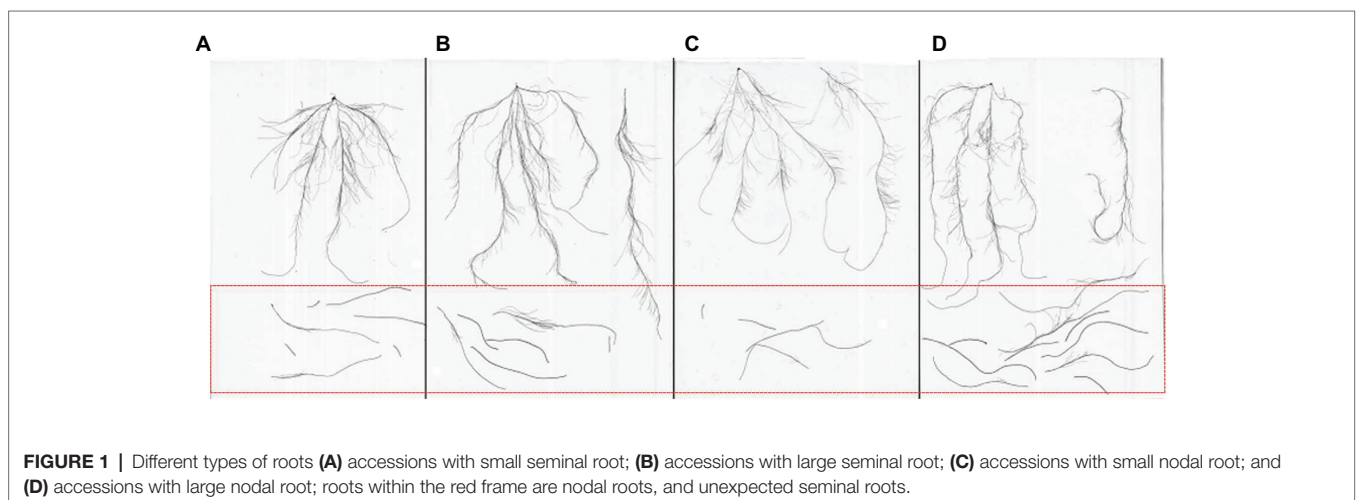 A B C D
FIGURE 1 | Different types of roots (A) accessions with small seminal root; (B) accessions with large seminal root; (C) accessions with small nodal root; and
(D) accessions with large nodal root; roots within the red frame are nodal roots, and unexpected seminal roots.